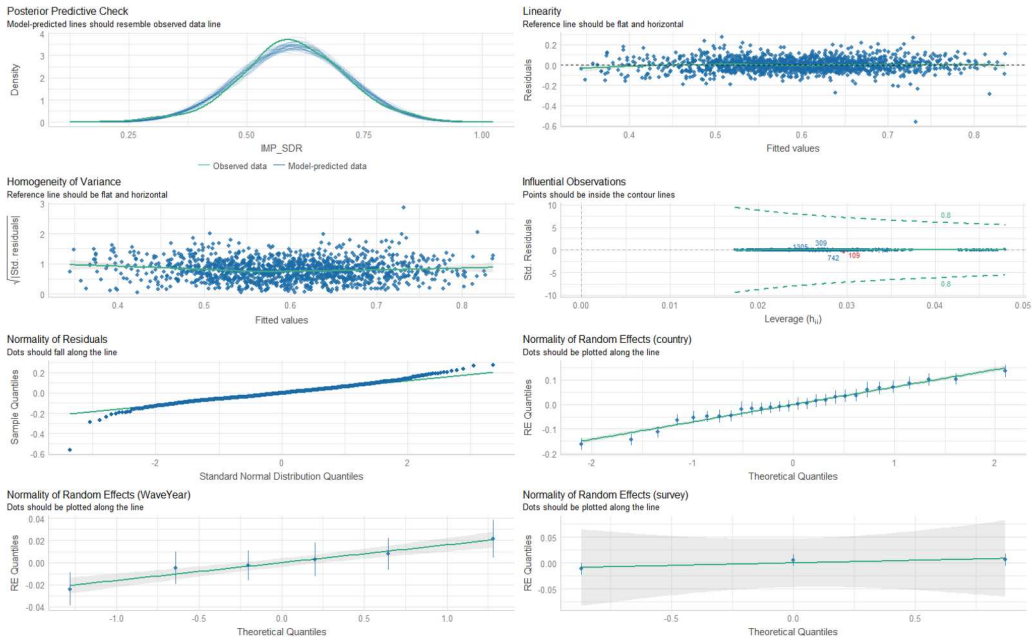 Posterior Predictive Check
Model-predicted lines should resemble observed data line
4
3
2
1
0
Density
0.25 0.50 0.75 1.00
IMP_SDR
Observed data Model-predicted data
Linearity
Reference line should be flat and horizontal
0.2
0.0
-0.2
-0.4
-0.6
Residuals
0.4 0.5 0.6 0.7 0.8
Fitted values
Homogeneity of Variance
Reference line should be flat and horizontal
3
2
1
0
√|Std. residuals|
0.4 0.5 0.6 0.7 0.8
Fitted values
Influential Observations
Points should be inside the contour lines
10
5
0
-5
-10
Std. Residuals
0.8
1305 309
742 109
0.8
0.00 0.01 0.02 0.03 0.04 0.05
Leverage (hii)
Normality of Residuals
Dots should fall along the line
0.2
0.0
-0.2
-0.4
-0.6
Sample Quantiles
-2 0 2
Standard Normal Distribution Quantiles
Normality of Random Effects (country)
Dots should be plotted along the line
0.1
0.0
-0.1
-0.2
RE Quantiles
-2 -1 0 1 2
Theoretical Quantiles
Normality of Random Effects (WaveYear)
Dots should be plotted along the line
0.04
0.02
0.00
-0.02
-0.04
RE Quantiles
-1.0 -0.5 0.0 0.5 1.0
Theoretical Quantiles
Normality of Random Effects (survey)
Dots should be plotted along the line
0.05
0.00
-0.05
RE Quantiles
-0.5 0.0 0.5
Theoretical Quantiles